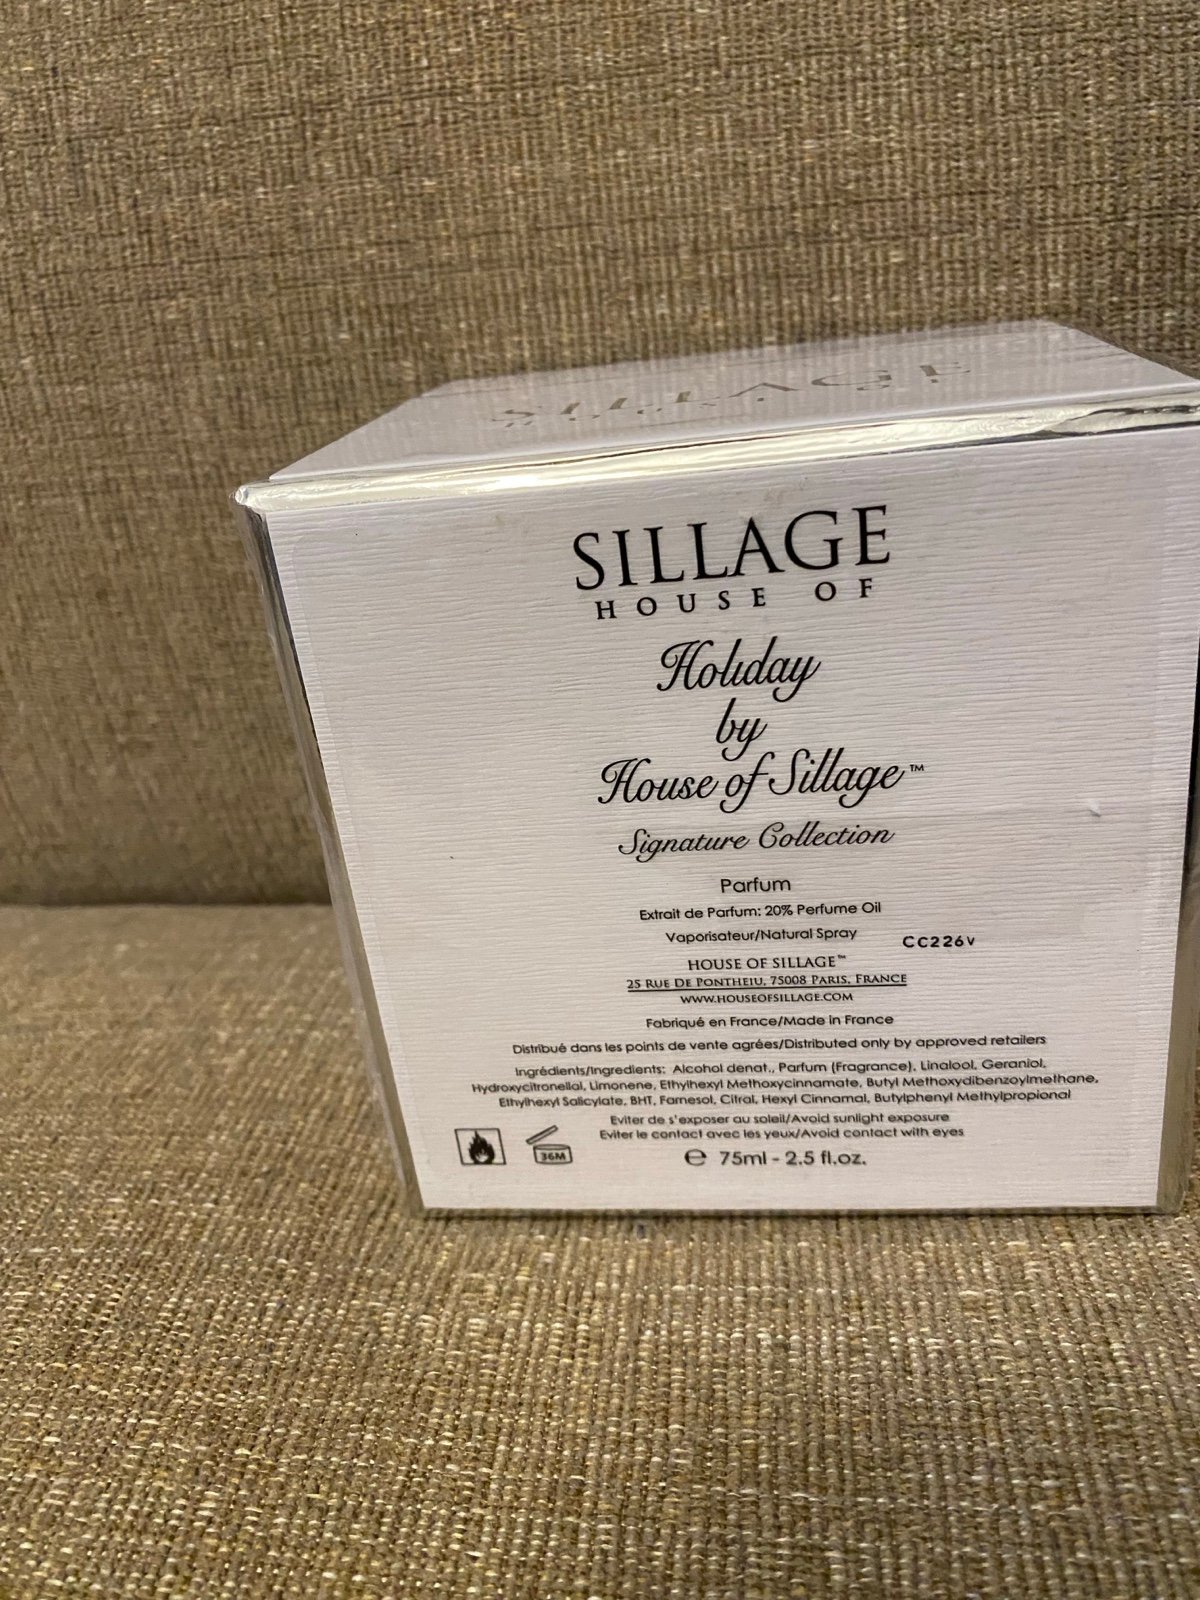 SILLAGE
HOUSE OF
SILLAGE
HOUSE OF
Holiday
by
House of Sillage™
Signature Collection
Parfum
Extrait de Parfum: 20% Perfume Oil
Vaporisateur/Natural Spray
CC226V
HOUSE OF SILLAGE™
25 RUE DE PONTHEIU, 75008 PARIS, FRANCE
WWW.HOUSEOFSILLAGE.COM
Fabriqué en France/Made in France
Distribué dans les points de vente agrées/Distributed only by approved retailers
Ingrédients/Ingredients: Alcohol denat., Parfum (Fragrance), Linalool, Geraniol,
Hydroxycitronellal, Limonene, Ethylhexyl Methoxycinnamate, Butyl Methoxydibenzoylmethane,
Ethylhexyl Salicylate, BHT, Farnesol, Citral, Hexyl Cinnamal, Butylphenyl Methylpropional
Eviter de s'exposer au soleil/Avoid sunlight exposure
Eviter le contact avec les yeux/Avoid contact with eyes
36M
℮ 75ml - 2.5 fl.oz.